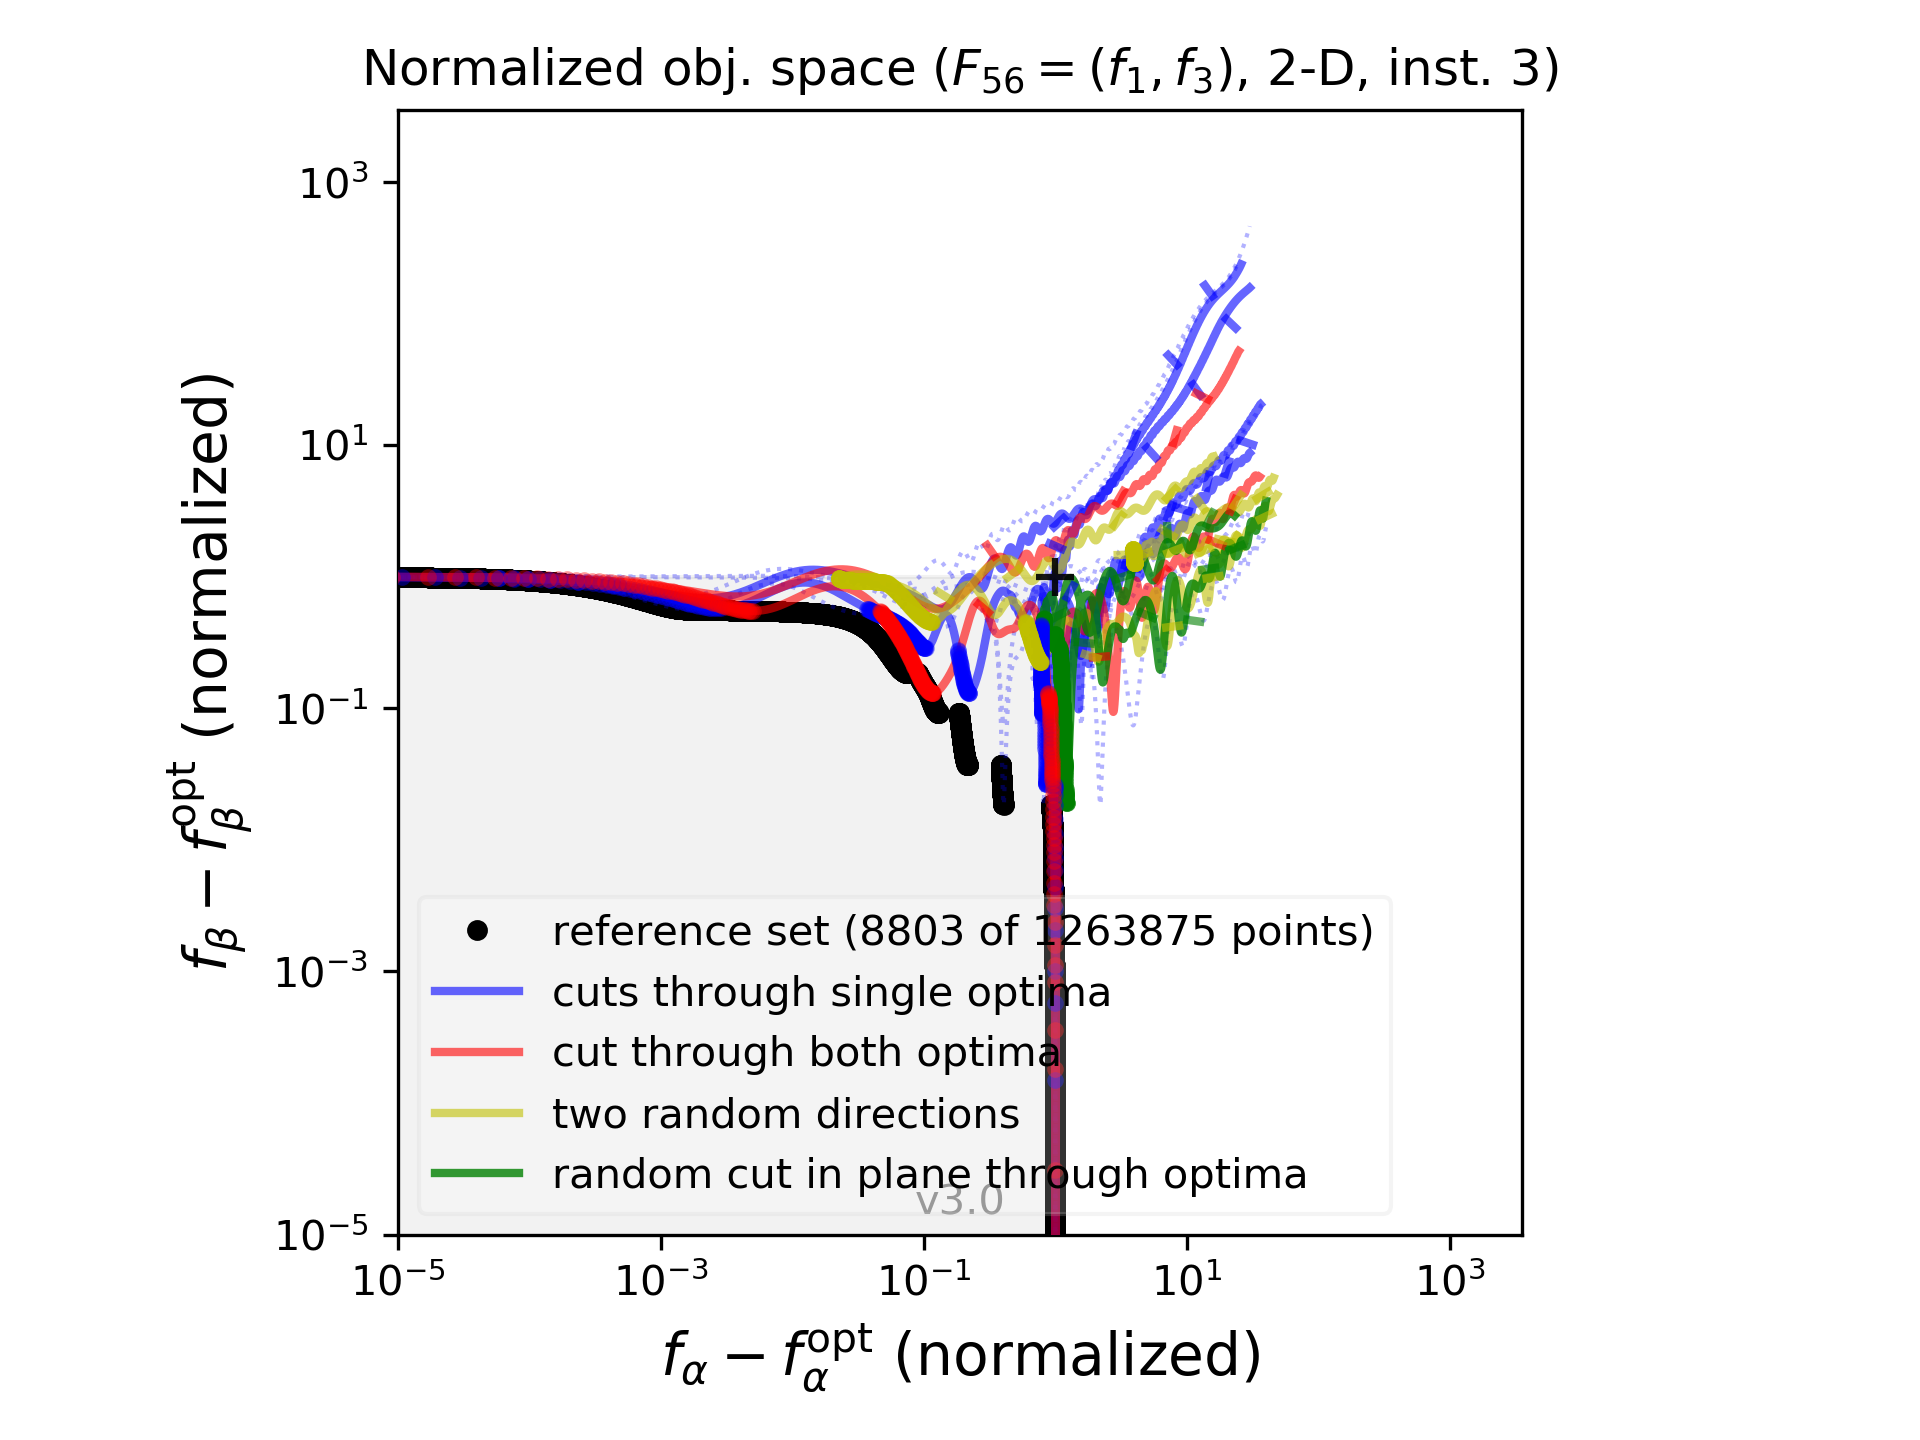 Normalized obj. space (F₅₆ = (f₁, f₃), 2-D, inst. 3)
f_β − f_β^opt (normalized)
10³
10¹
10⁻¹
10⁻³
10⁻⁵
reference set (8803 of 1263875 points)
cuts through single optima
cut through both optima
two random directions
random cut in plane through optima
v3.0
10⁻⁵ 10⁻³ 10⁻¹ 10¹ 10³
f_α − f_α^opt (normalized)